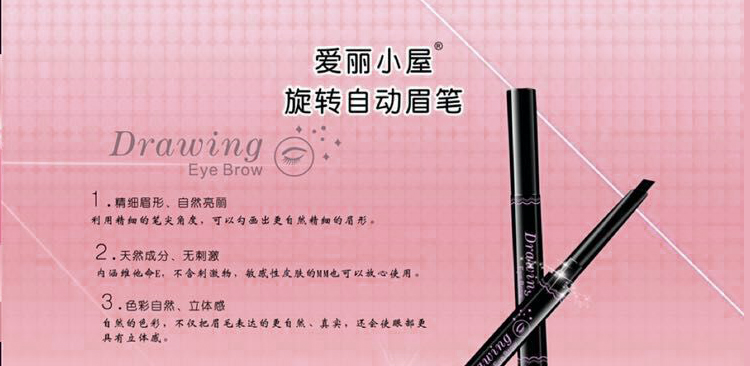 爱丽小屋®
旋转自动眉笔
Drawing
Eye Brow
1.精细眉形、自然亮丽
利用精细的笔尖角度，可以勾画出更自然精细的眉形。
2.天然成分、无刺激
内涵维他命E，不含刺激物，敏感性皮肤的MM也可以放心使用。
3.色彩自然、立体感
自然的色彩，不仅把眉毛表达的更自然、真实，还会使眼部更
具有立体感。
Drawing
Drawing